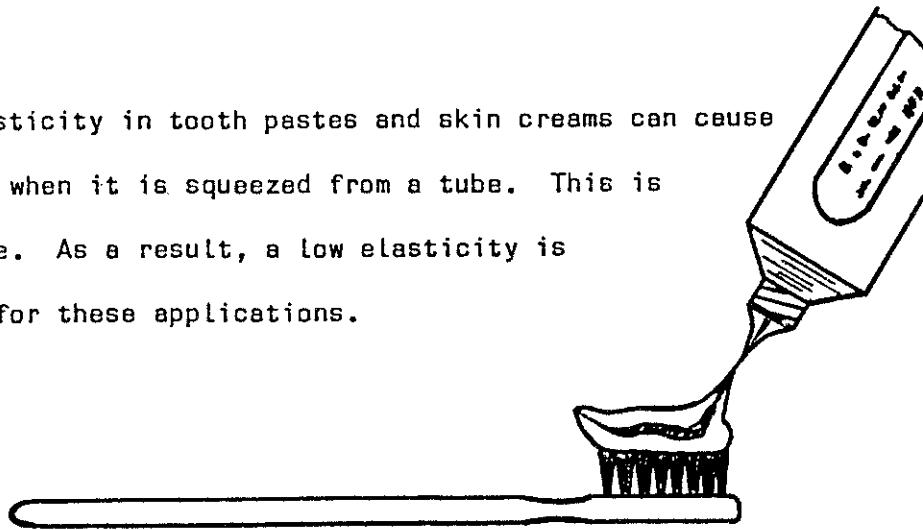 sticity in tooth pastes and skin creams can cause
when it is squeezed from a tube. This is
e. As a result, a low elasticity is
for these applications.